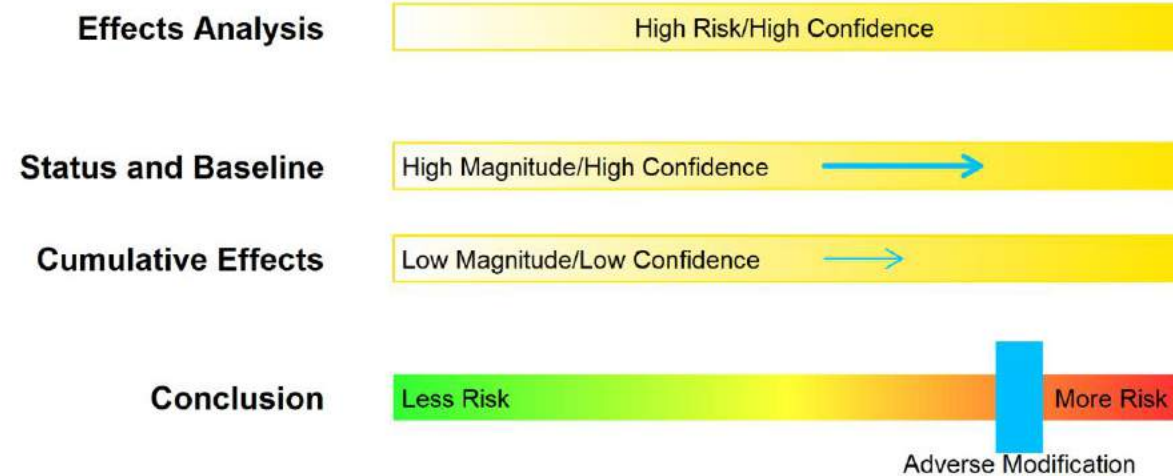 Effects Analysis
High Risk/High Confidence
Status and Baseline
High Magnitude/High Confidence
Cumulative Effects
Low Magnitude/Low Confidence
Conclusion
Less Risk
More Risk
Adverse Modification